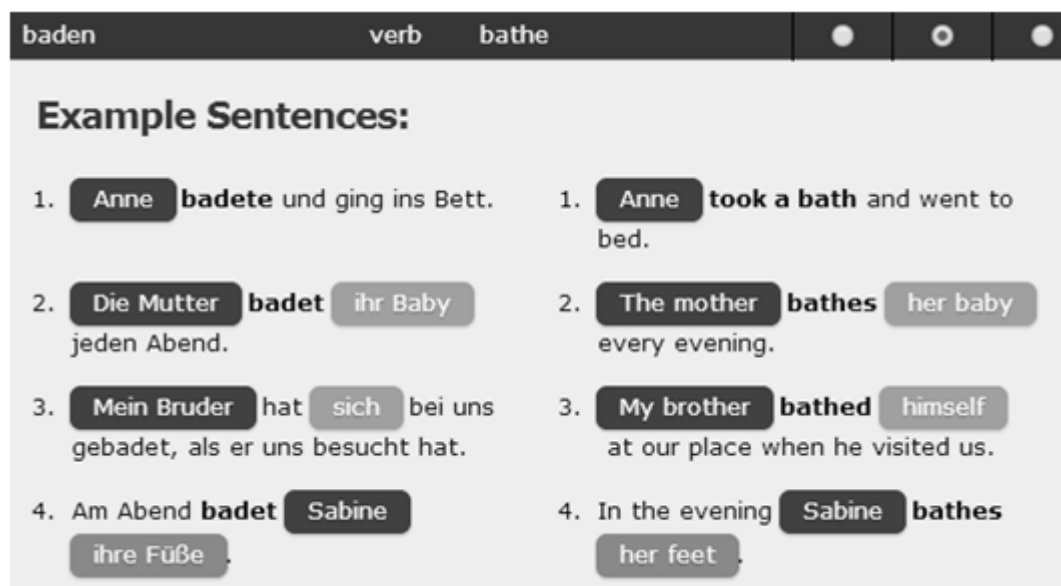 baden verb bathe
Example Sentences:
1. Anne badete und ging ins Bett.
2. Die Mutter badet ihr Baby
jeden Abend.
3. Mein Bruder hat sich bei uns
gebadet, als er uns besucht hat.
4. Am Abend badet Sabine
ihre Füße .
1. Anne took a bath and went to
bed.
2. The mother bathes her baby
every evening.
3. My brother bathed himself
at our place when he visited us.
4. In the evening Sabine bathes
her feet .